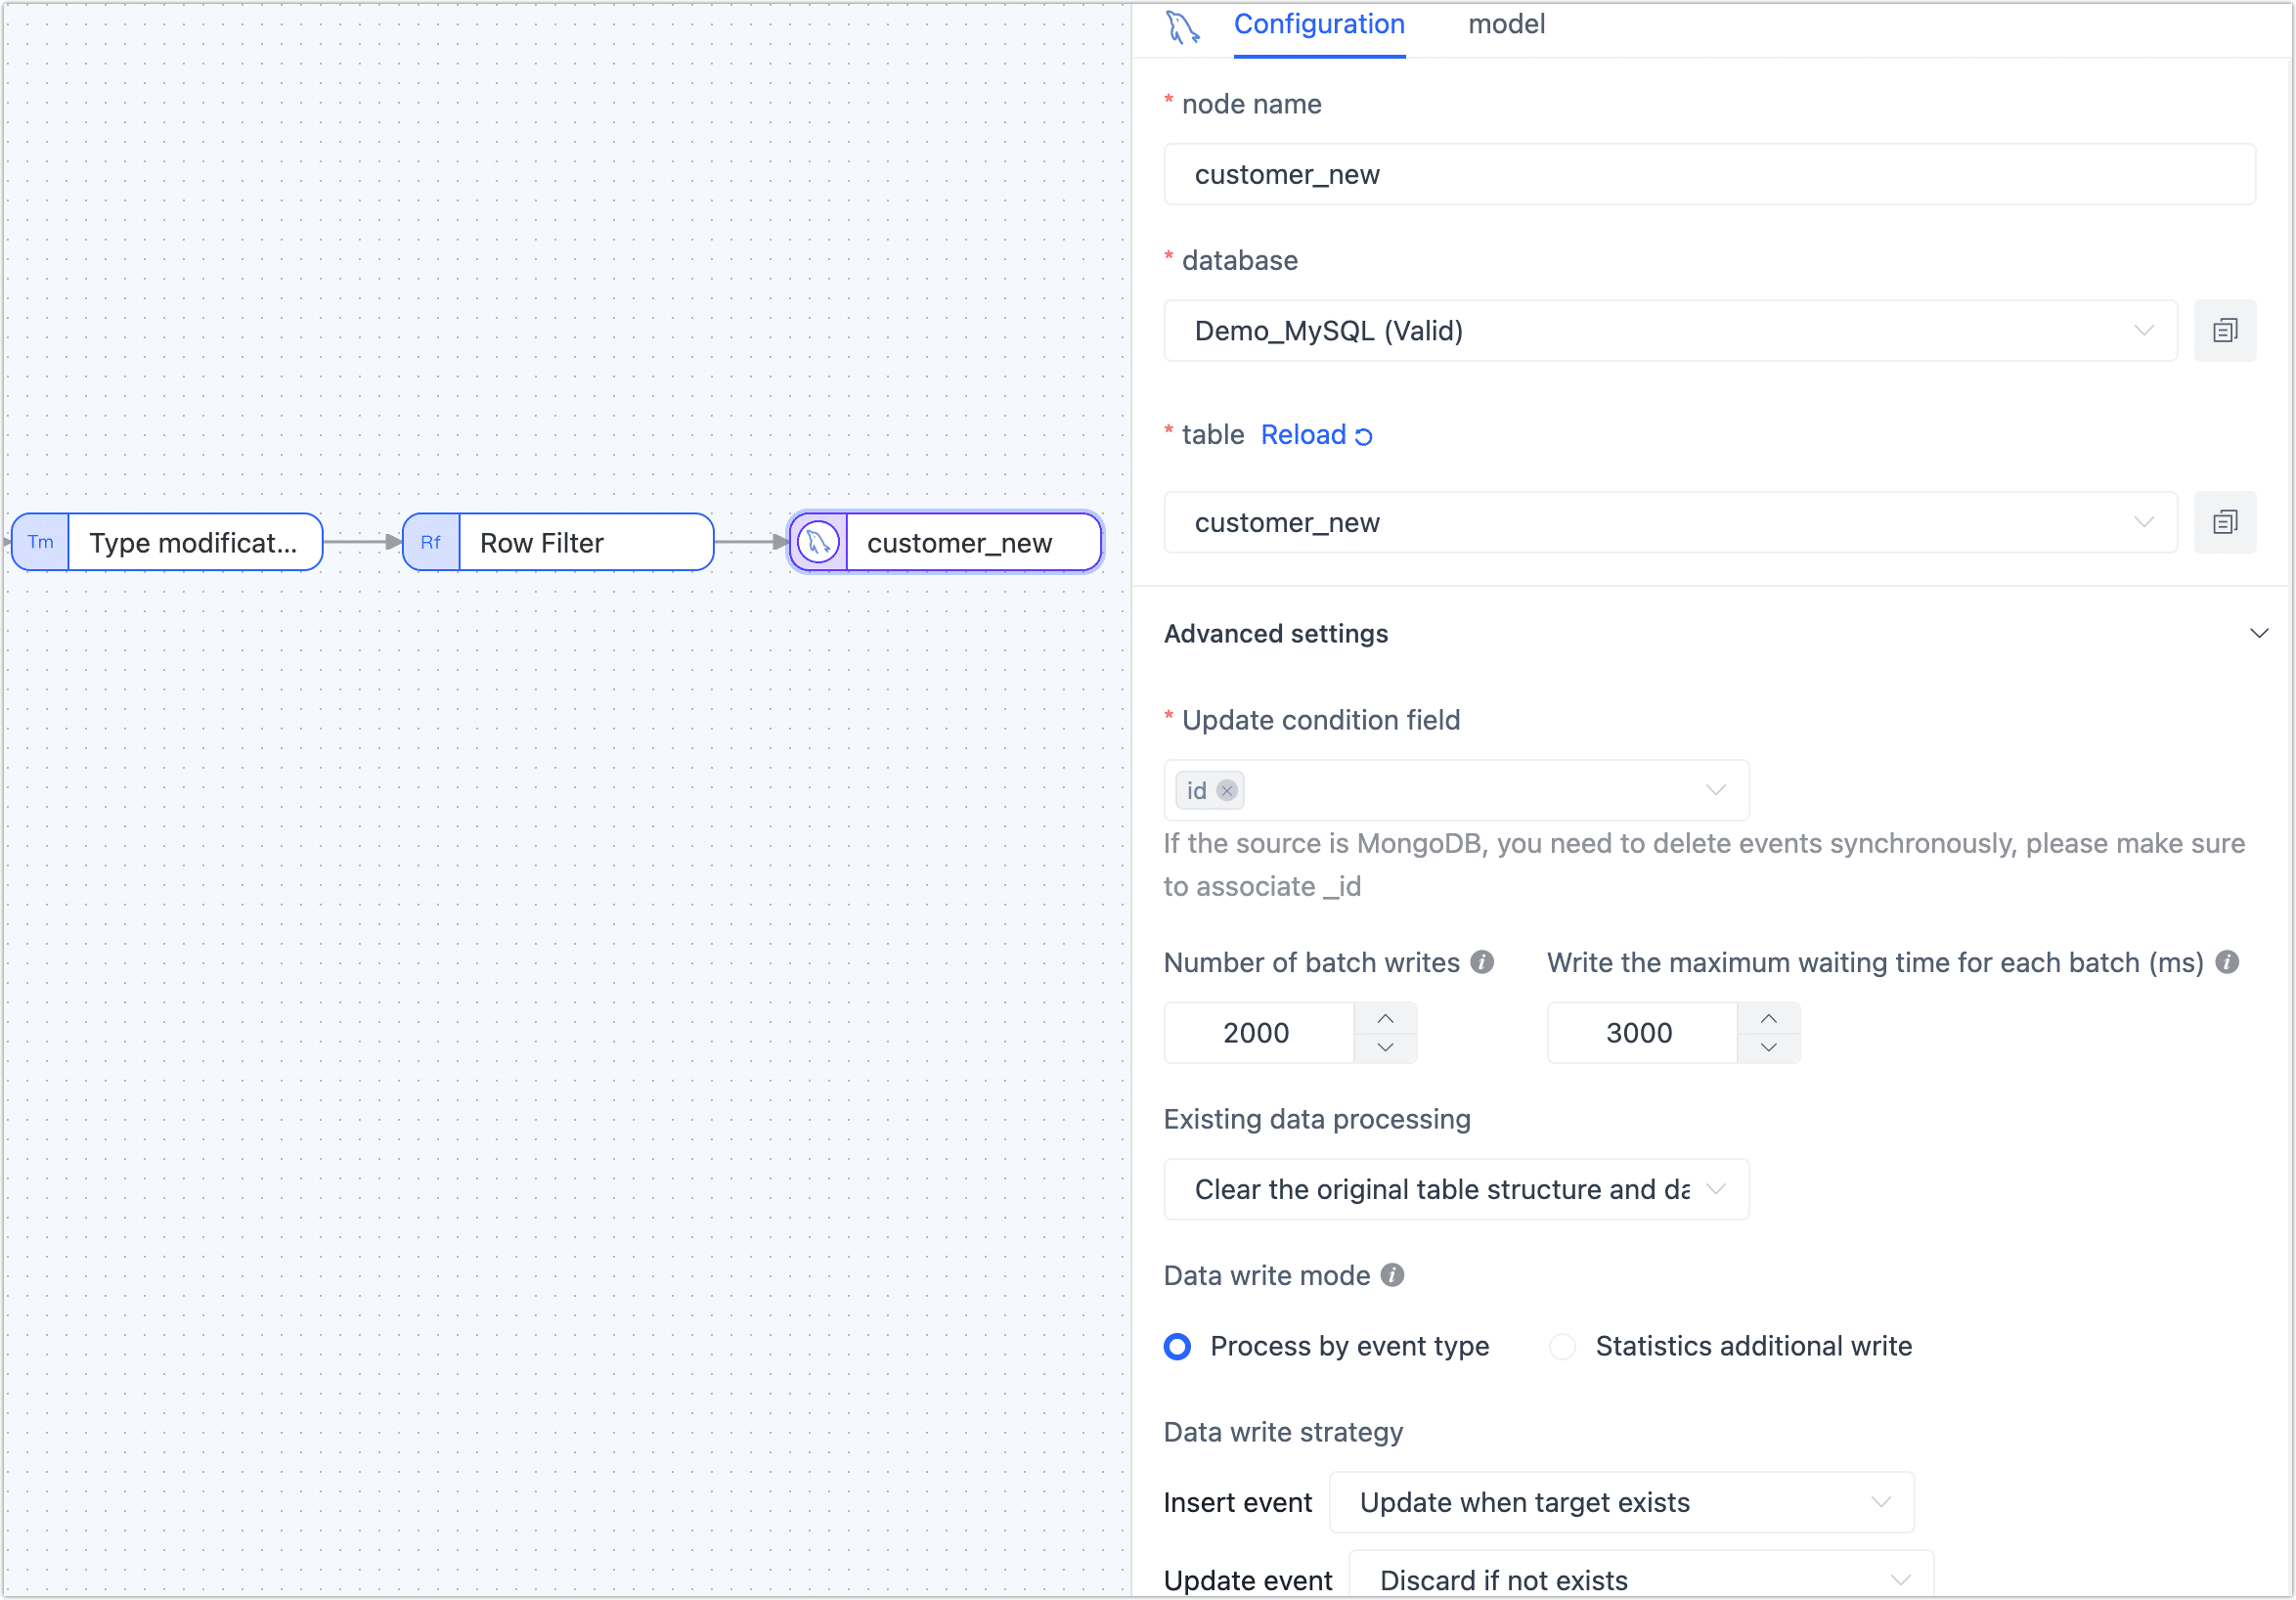 Configuration model
* node name
customer_new
* database
Demo_MySQL (Valid)
* table Reload
customer_new
Tm Type modificat...
Rf Row Filter
customer_new
Advanced settings
* Update condition field
id
If the source is MongoDB, you need to delete events synchronously, please make sure
to associate _id
Number of batch writes
Write the maximum waiting time for each batch (ms)
2000
3000
Existing data processing
Clear the original table structure and da
Data write mode
Process by event type
Statistics additional write
Data write strategy
Insert event Update when target exists
Update event Discard if not exists